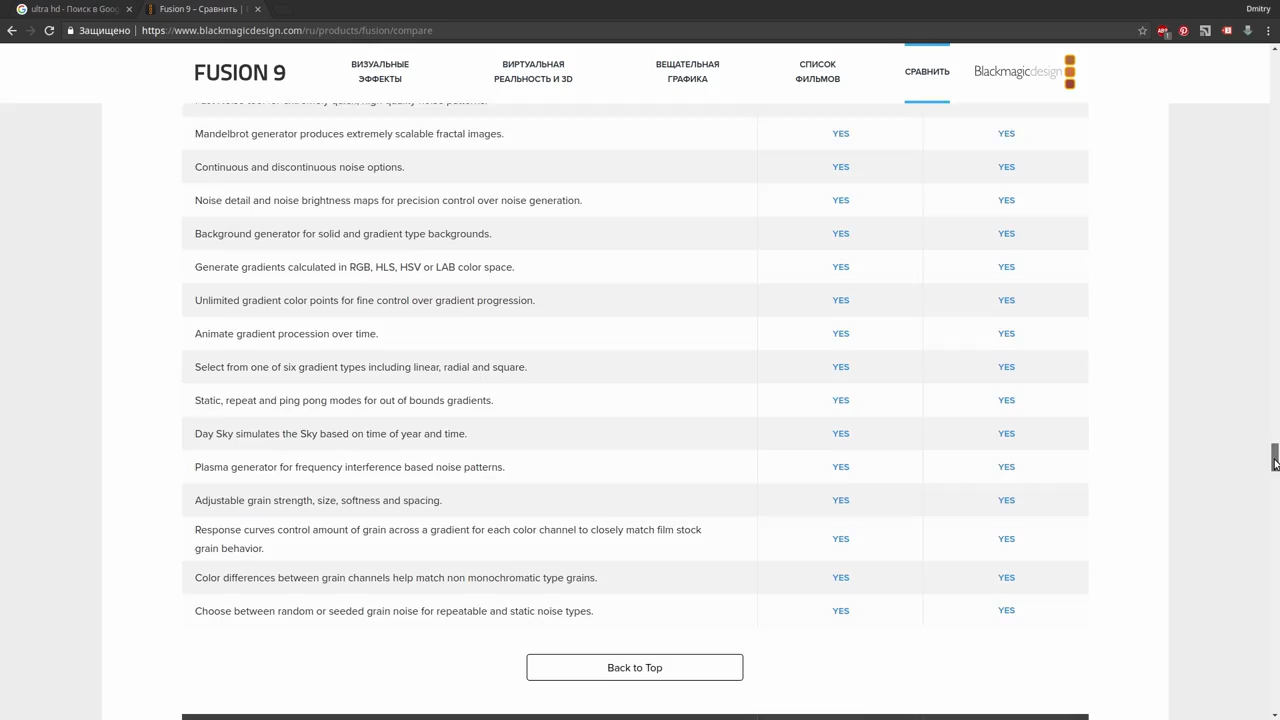 ultra hd - Поиск в Goog
Fusion 9 – Сравнить |
Dmitry
Защищено
https://www.blackmagicdesign.com/ru/products/fusion/compare
FUSION 9
ВИЗУАЛЬНЫЕ
ЭФФЕКТЫ
ВИРТУАЛЬНАЯ
РЕАЛЬНОСТЬ И 3D
ВЕЩАТЕЛЬНАЯ
ГРАФИКА
СПИСОК
ФИЛЬМОВ
СРАВНИТЬ
Blackmagicdesign
Mandelbrot generator produces extremely scalable fractal images. YES YES
Continuous and discontinuous noise options. YES YES
Noise detail and noise brightness maps for precision control over noise generation. YES YES
Background generator for solid and gradient type backgrounds. YES YES
Generate gradients calculated in RGB, HLS, HSV or LAB color space. YES YES
Unlimited gradient color points for fine control over gradient progression. YES YES
Animate gradient procession over time. YES YES
Select from one of six gradient types including linear, radial and square. YES YES
Static, repeat and ping pong modes for out of bounds gradients. YES YES
Day Sky simulates the Sky based on time of year and time. YES YES
Plasma generator for frequency interference based noise patterns. YES YES
Adjustable grain strength, size, softness and spacing. YES YES
Response curves control amount of grain across a gradient for each color channel to closely match film stock
grain behavior. YES YES
Color differences between grain channels help match non monochromatic type grains. YES YES
Choose between random or seeded grain noise for repeatable and static noise types. YES YES
Back to Top